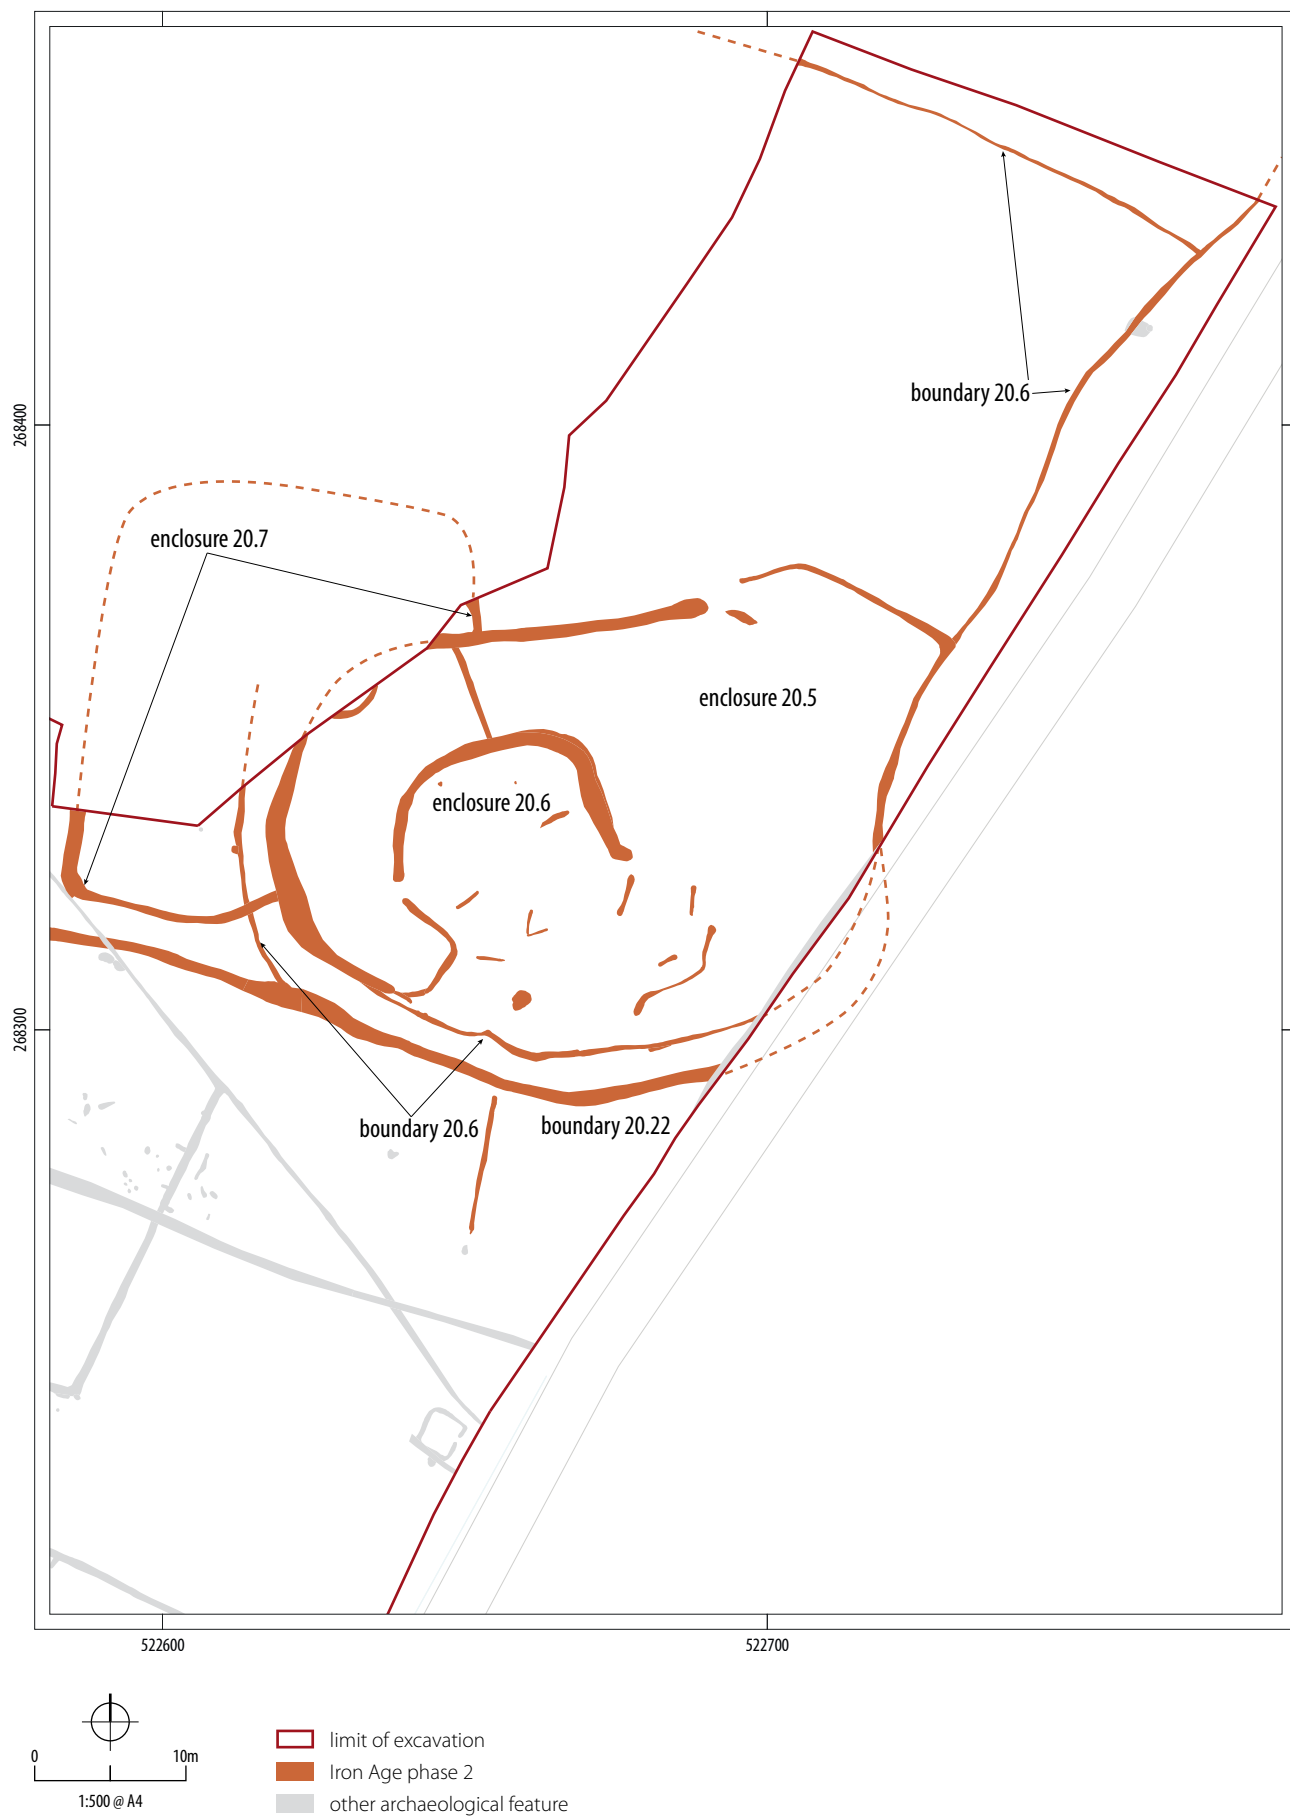 268400
boundary 20.6
enclosure 20.7
enclosure 20.5
enclosure 20.6
268300
boundary 20.6
boundary 20.22
522600
522700
limit of excavation
0
10m
Iron Age phase 2
1:500 @ A4
other archaeological feature